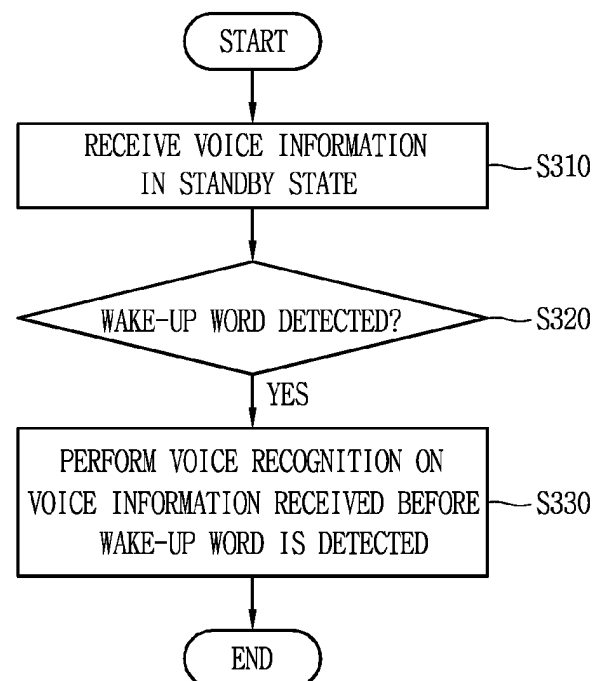 START
RECEIVE VOICE INFORMATION
IN STANDBY STATE
S310
WAKE-UP WORD DETECTED?
S320
YES
PERFORM VOICE RECOGNITION ON
VOICE INFORMATION RECEIVED BEFORE
WAKE-UP WORD IS DETECTED
S330
END